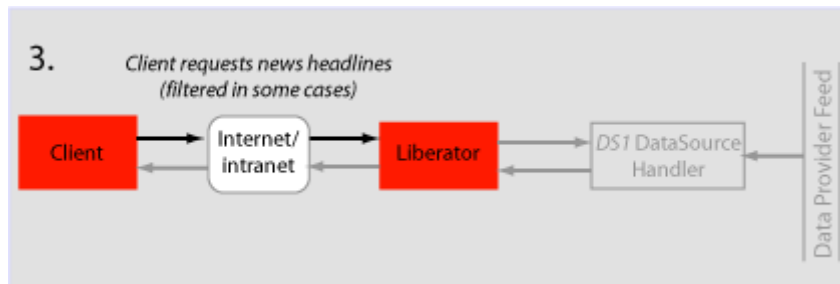 3.
Client requests news headlines
(filtered in some cases)
Client
Internet/
intranet
Liberator
DS1 DataSource
Handler
Data Provider Feed